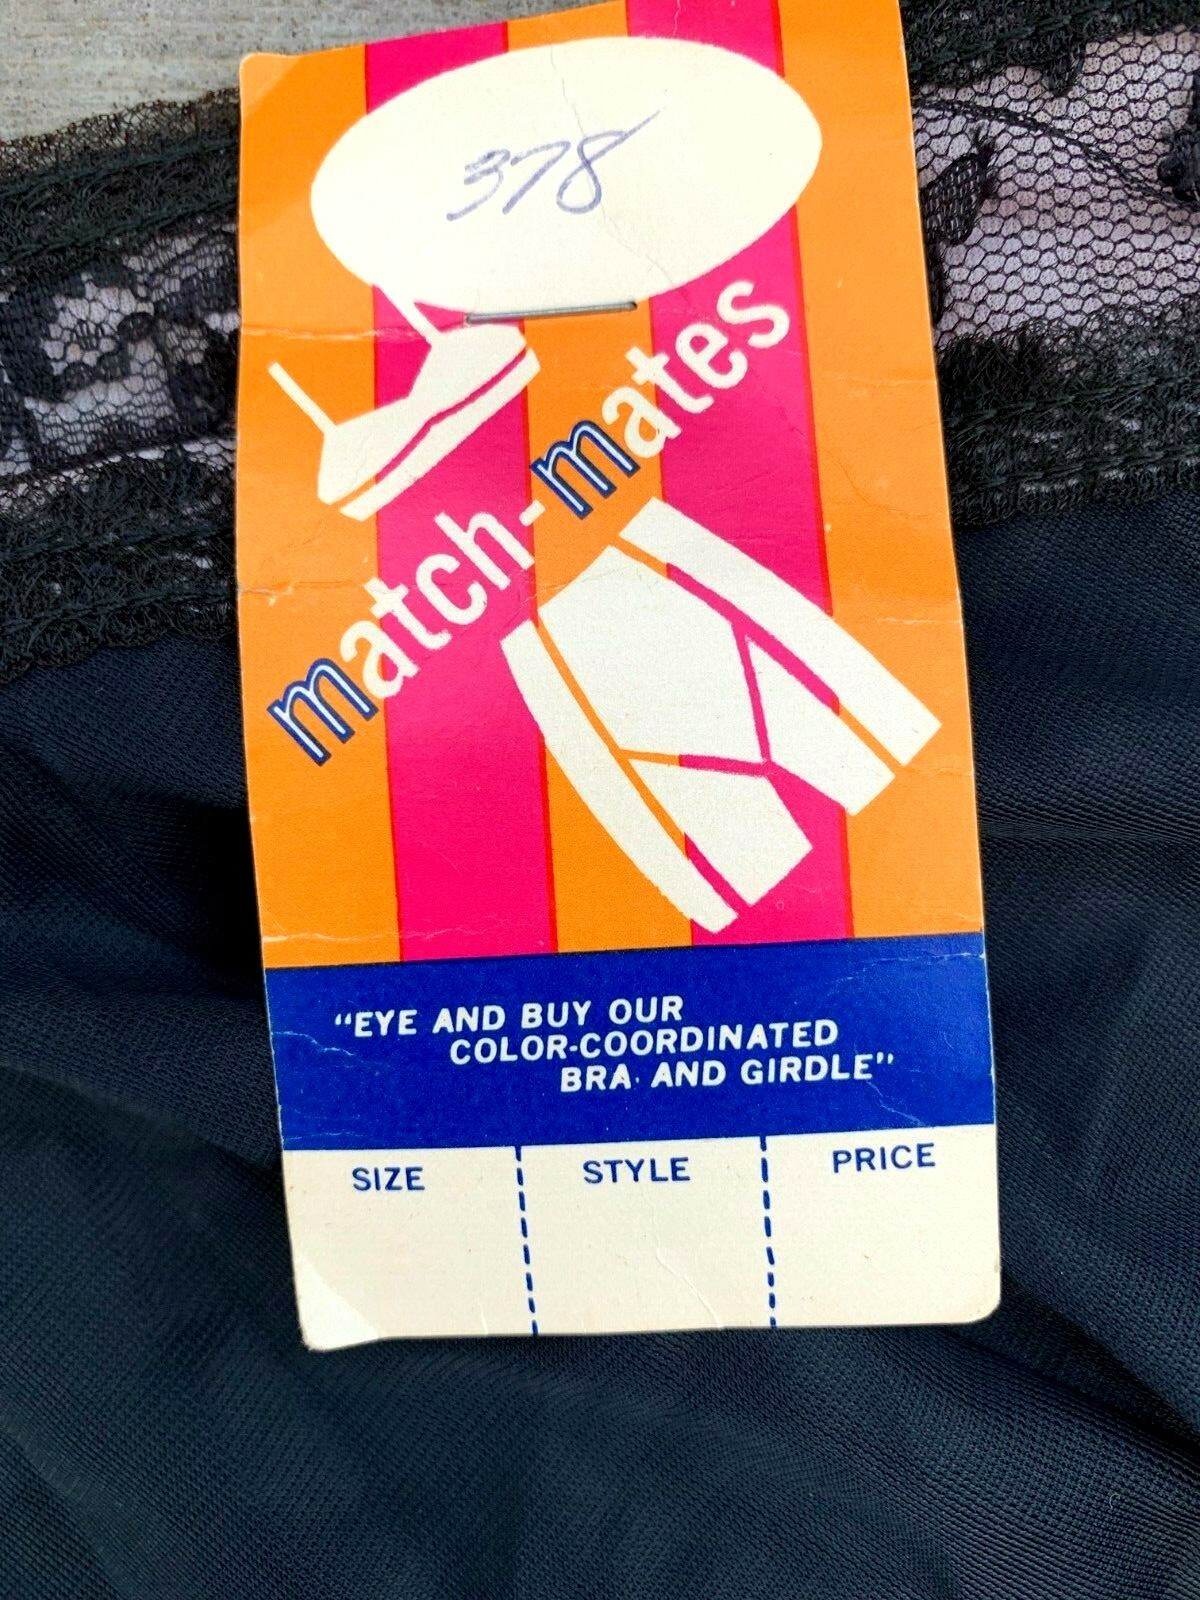 378
match-mates
"EYE AND BUY OUR
COLOR-COORDINATED
BRA AND GIRDLE"
SIZE STYLE PRICE